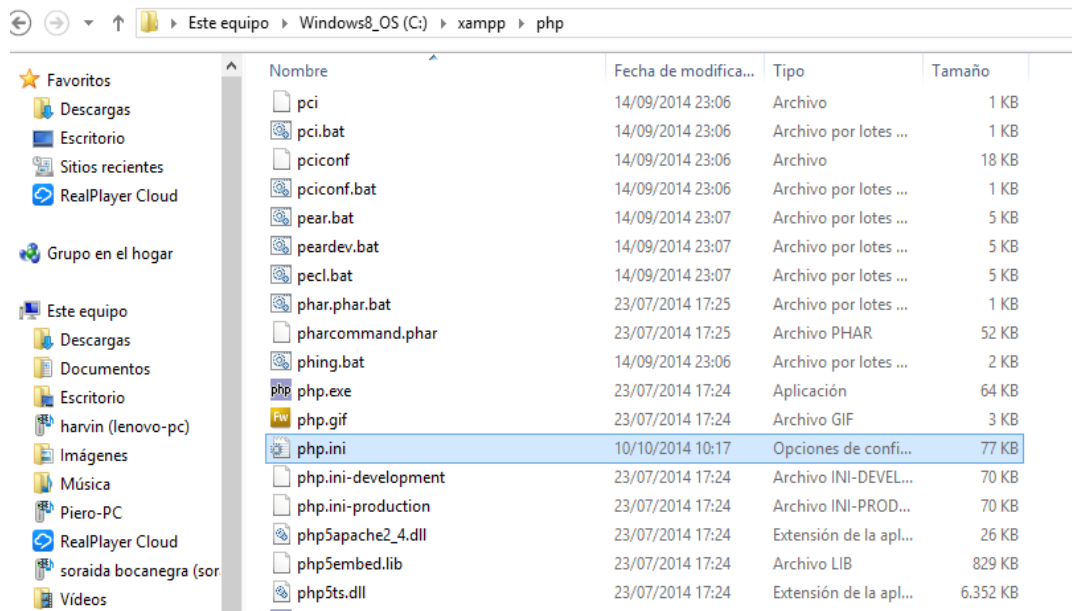 Este equipo Windows8_OS (C:) xampp php
Favoritos
Descargas
Escritorio
Sitios recientes
RealPlayer Cloud
Grupo en el hogar
Este equipo
Descargas
Documentos
Escritorio
harvin (lenovo-pc)
Imágenes
Música
Piero-PC
RealPlayer Cloud
soraida bocanegra (sor
Vídeos
Nombre Fecha de modifica... Tipo Tamaño
pci 14/09/2014 23:06 Archivo 1 KB
pci.bat 14/09/2014 23:06 Archivo por lotes ... 1 KB
pciconf 14/09/2014 23:06 Archivo 18 KB
pciconf.bat 14/09/2014 23:06 Archivo por lotes ... 1 KB
pear.bat 14/09/2014 23:07 Archivo por lotes ... 5 KB
peardev.bat 14/09/2014 23:07 Archivo por lotes ... 5 KB
pecl.bat 14/09/2014 23:07 Archivo por lotes ... 5 KB
phar.phar.bat 23/07/2014 17:25 Archivo por lotes ... 1 KB
pharcommand.phar 23/07/2014 17:25 Archivo PHAR 52 KB
phing.bat 14/09/2014 23:06 Archivo por lotes ... 2 KB
php php.exe 23/07/2014 17:24 Aplicación 64 KB
Fw php.gif 23/07/2014 17:24 Archivo GIF 3 KB
php.ini 10/10/2014 10:17 Opciones de confi... 77 KB
php.ini-development 23/07/2014 17:24 Archivo INI-DEVEL... 70 KB
php.ini-production 23/07/2014 17:24 Archivo INI-PROD... 70 KB
php5apache2_4.dll 23/07/2014 17:24 Extensión de la apl... 26 KB
php5embed.lib 23/07/2014 17:24 Archivo LIB 829 KB
php5ts.dll 23/07/2014 17:24 Extensión de la apl... 6.352 KB